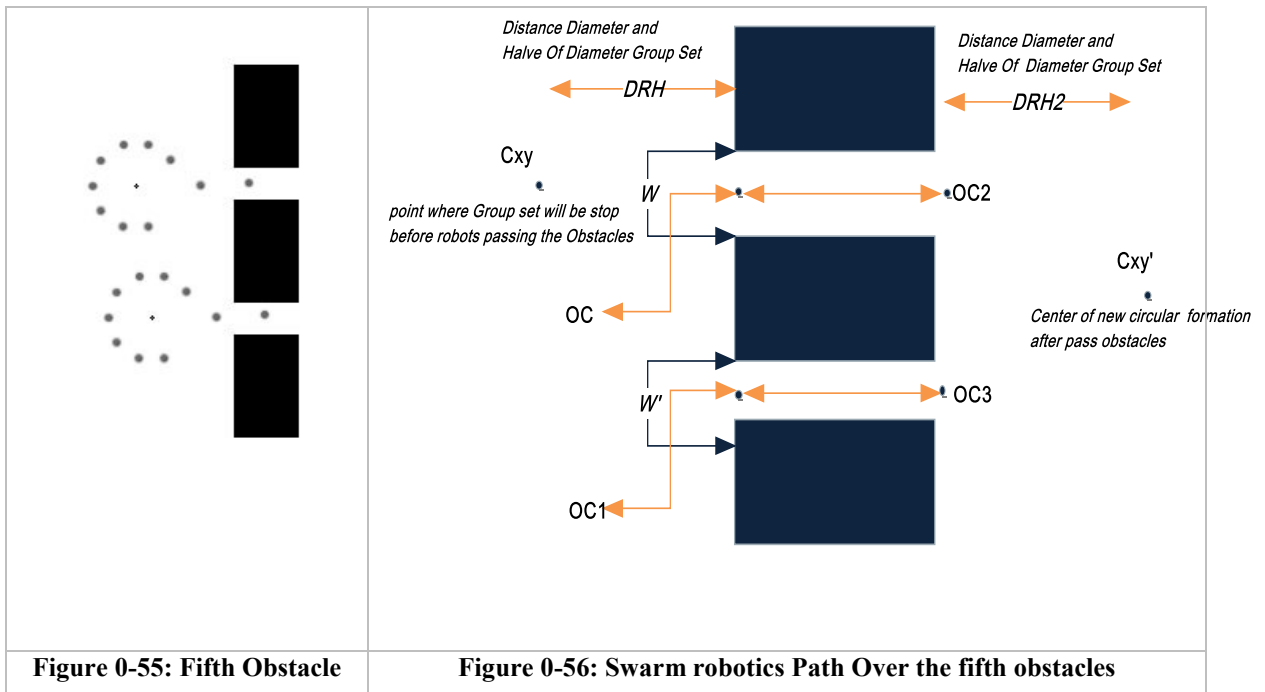 Distance Diameter and
Halve Of Diameter Group Set
DRH
Distance Diameter and
Halve Of Diameter Group Set
DRH2
Cxy
point where Group set will be stop
before robots passing the Obstacles
W
OC2
OC
Cxy'
Center of new circular formation
after pass obstacles
W'
OC3
OC1
Figure 0-55: Fifth Obstacle
Figure 0-56: Swarm robotics Path Over the fifth obstacles